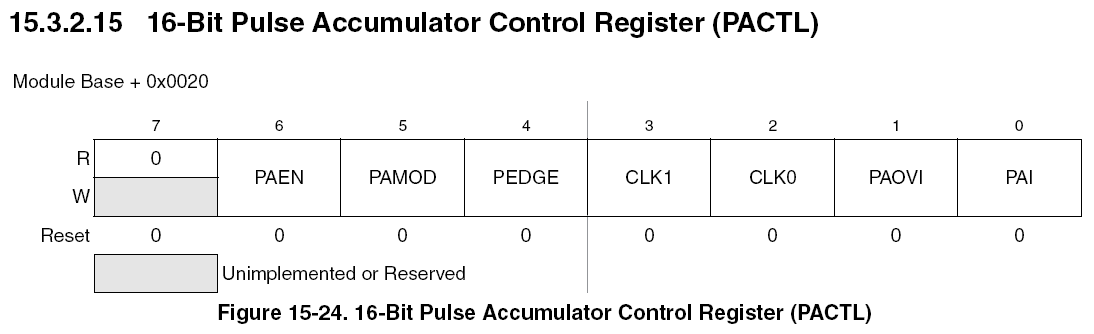 15.3.2.15 16-Bit Pulse Accumulator Control Register (PACTL)
Module Base + 0x0020
7 6 5 4 3 2 1 0
R 0 PAEN PAMOD PEDGE CLK1 CLK0 PAOVI PAI
W
Reset 0 0 0 0 0 0 0 0
Unimplemented or Reserved
Figure 15-24. 16-Bit Pulse Accumulator Control Register (PACTL)